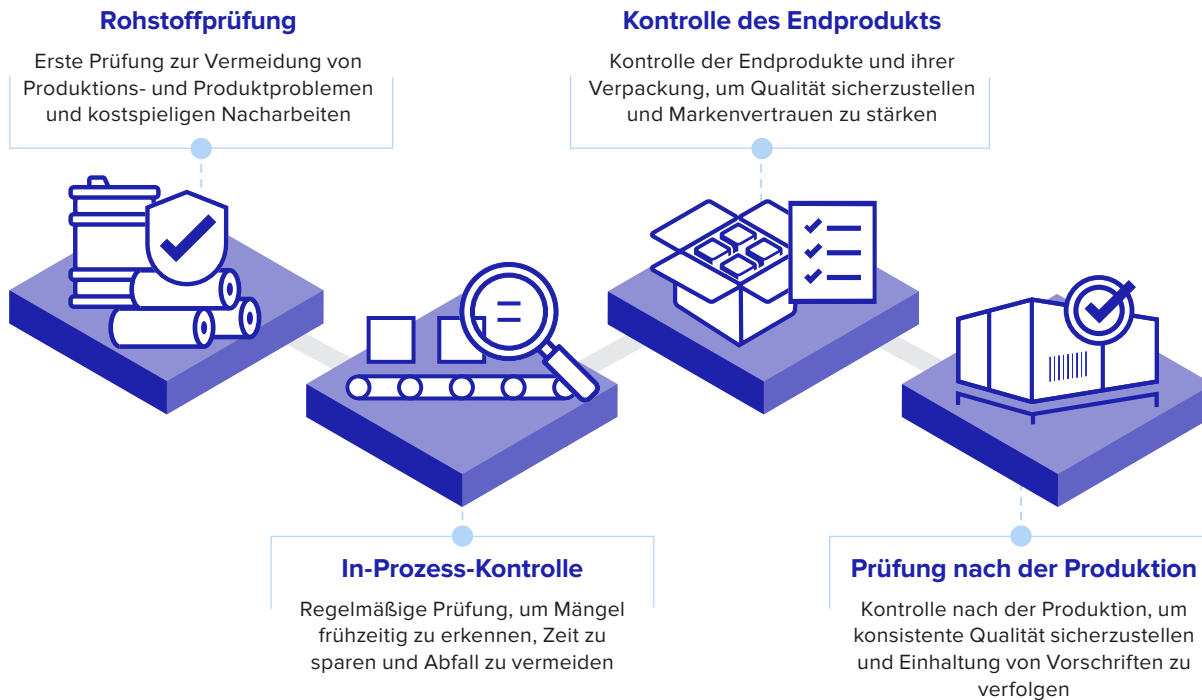 Rohstoffprüfung
Erste Prüfung zur Vermeidung von
Produktions- und Produktproblemen
und kostspieligen Nacharbeiten
In-Prozess-Kontrolle
Regelmäßige Prüfung, um Mängel
frühzeitig zu erkennen, Zeit zu
sparen und Abfall zu vermeiden
Kontrolle des Endprodukts
Kontrolle der Endprodukte und ihrer
Verpackung, um Qualität sicherzustellen
und Markenvertrauen zu stärken
Prüfung nach der Produktion
Kontrolle nach der Produktion, um
konsistente Qualität sicherzustellen
und Einhaltung von Vorschriften zu
verfolgen